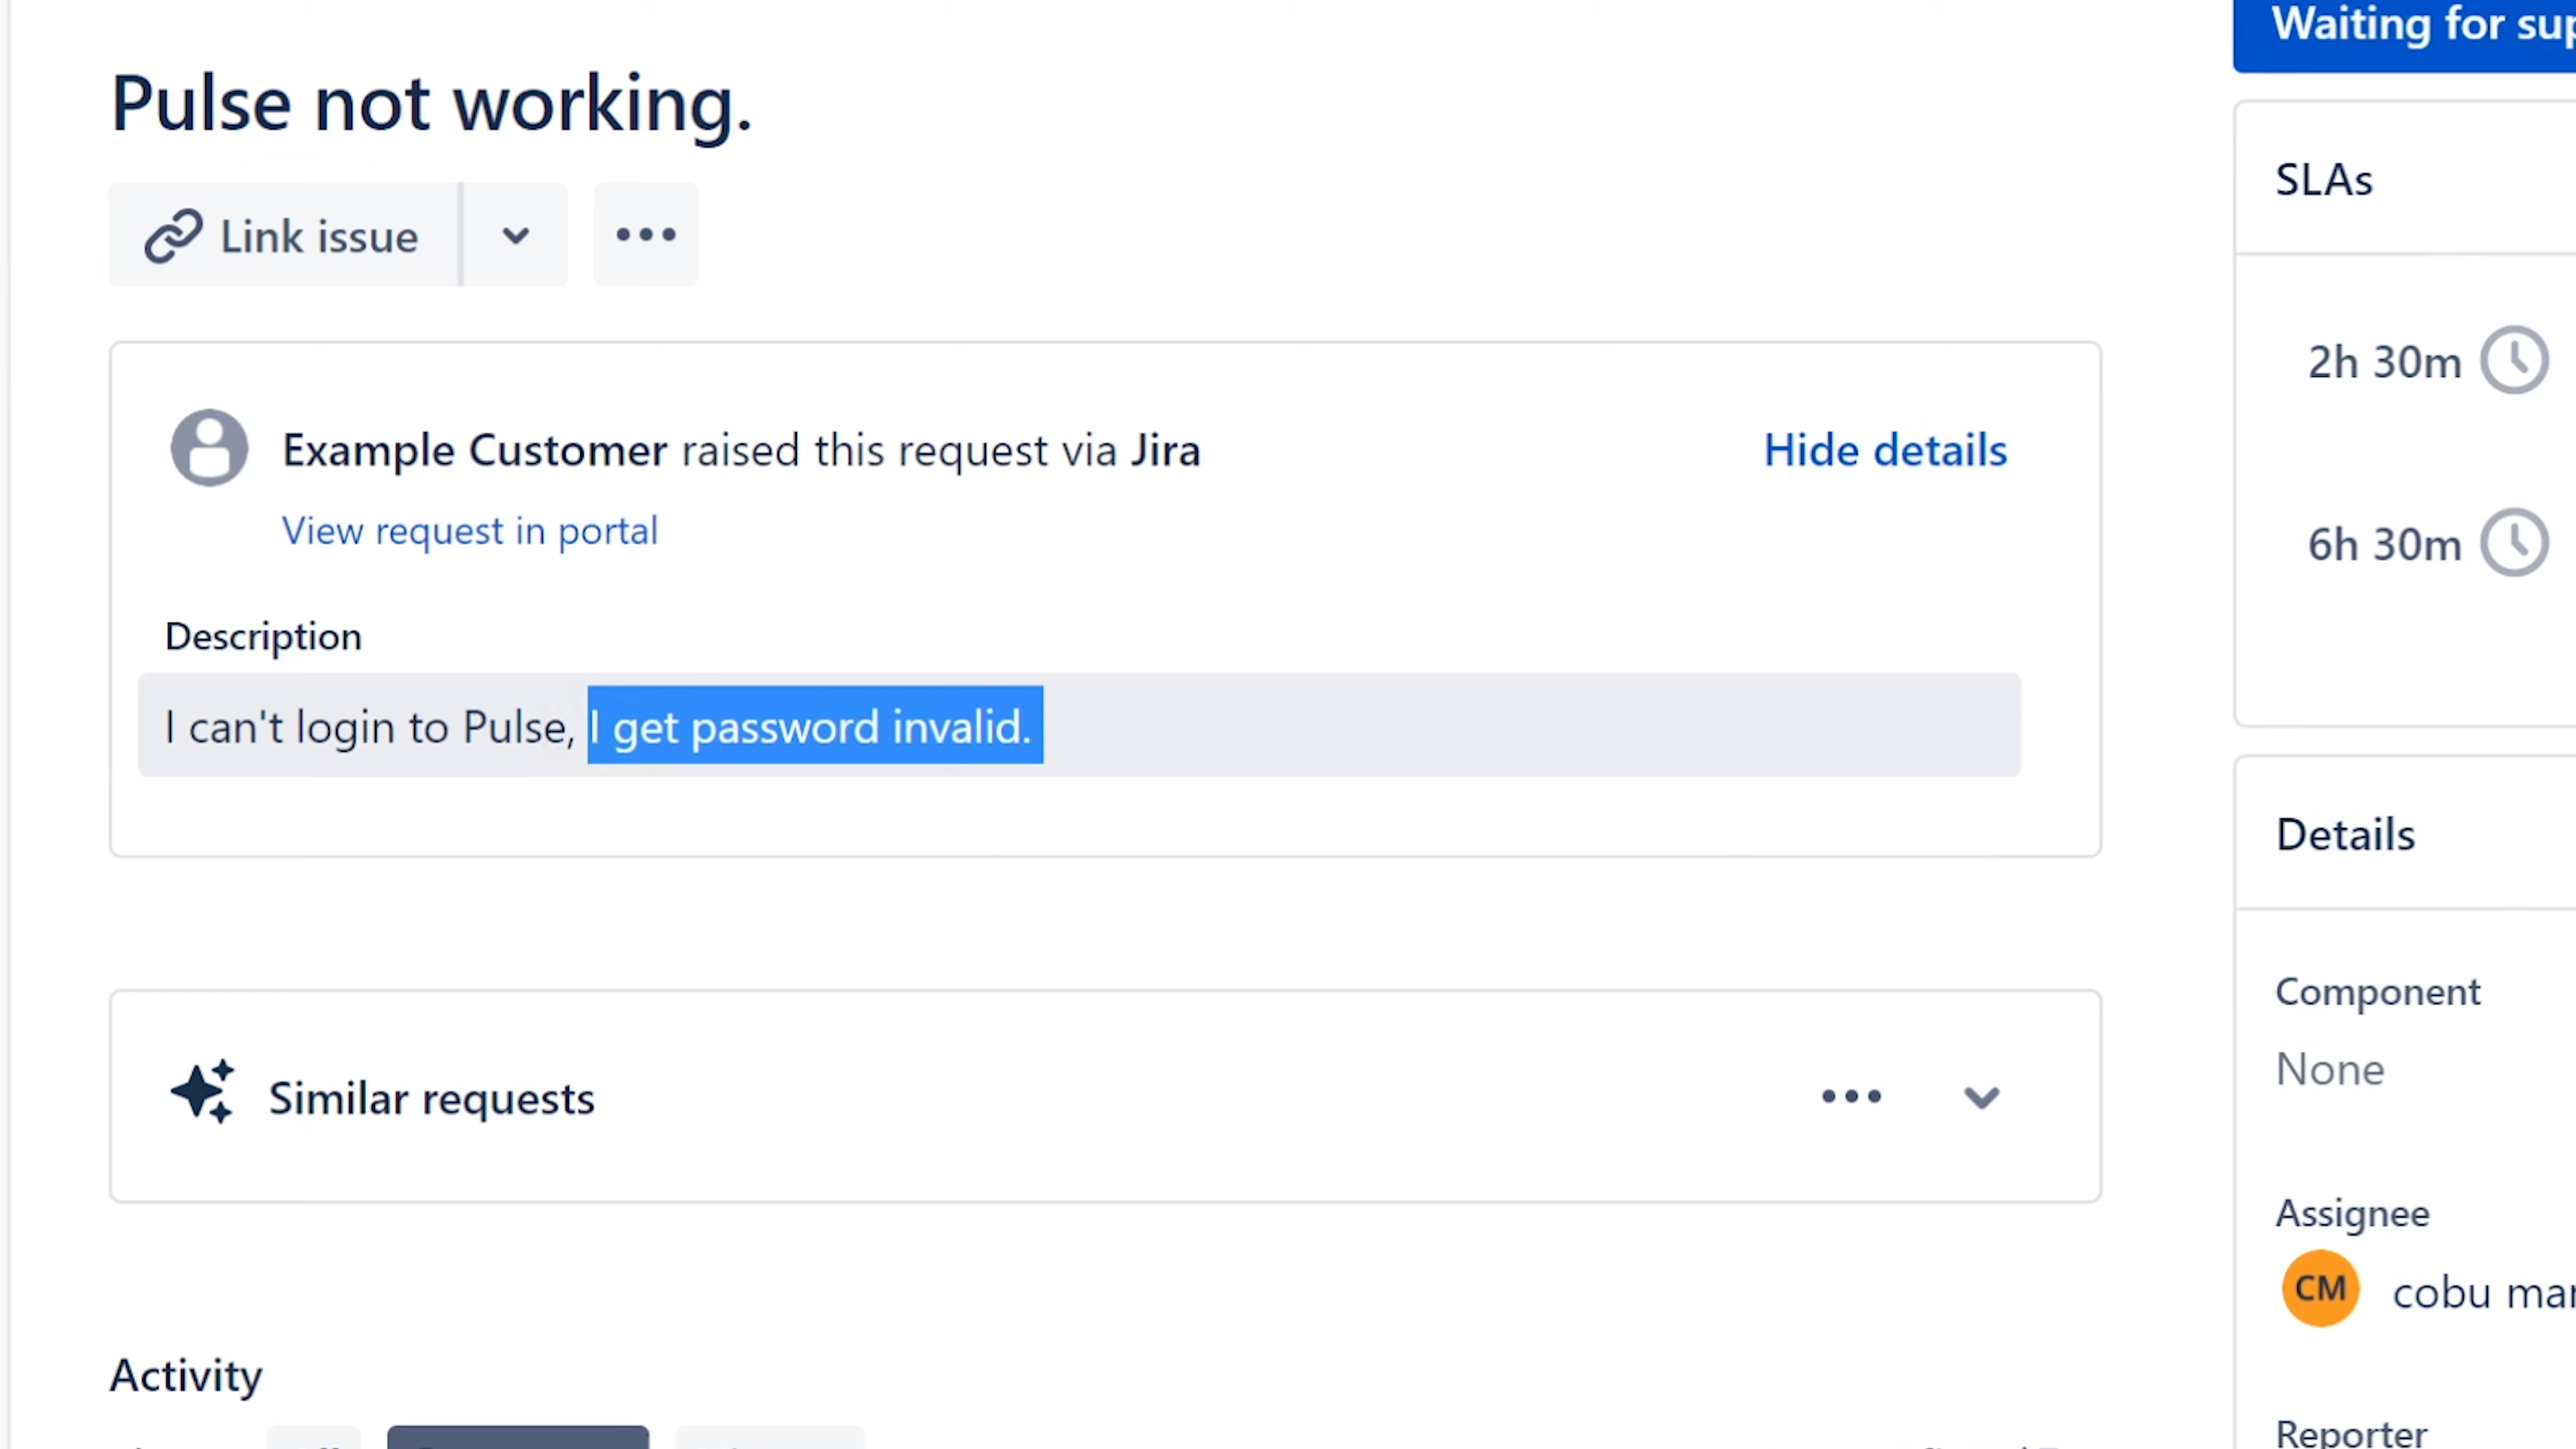 Waiting for
Pulse not working.
Link issue
SLAs
2h 30m
Example Customer raised this request via Jira
Hide details
View request in portal
6h 30m
Description
I can't login to Pulse, I get password invalid.
Details
Component
None
Similar requests
Assignee
CM cobu
Activity
Reporter